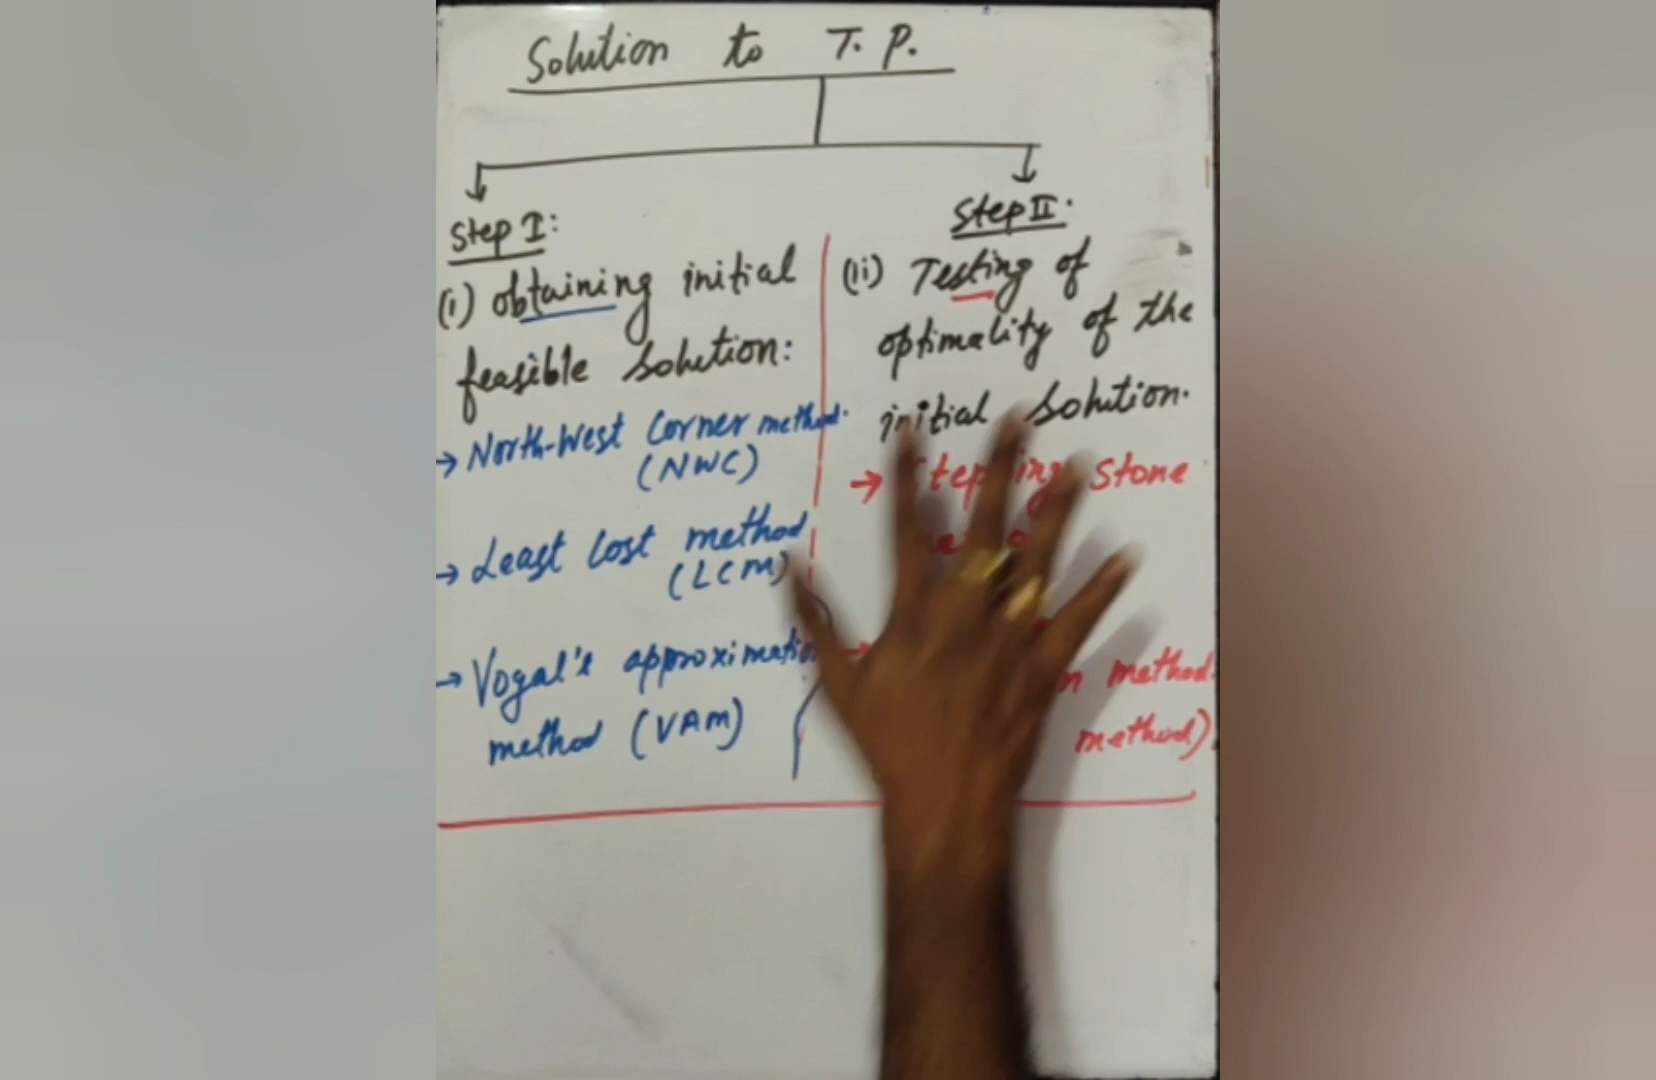 Solution to T. P.
Step I:
(i) obtaining initial
feasible solution:
→ North-West Corner method.
(NWC)
→ Least Cost method
(LCM)
→ Vogal's approximation
method (VAM)
Step II.
(ii) Testing of
optimality of the
initial solution.
→ Stepping Stone
method.
method).